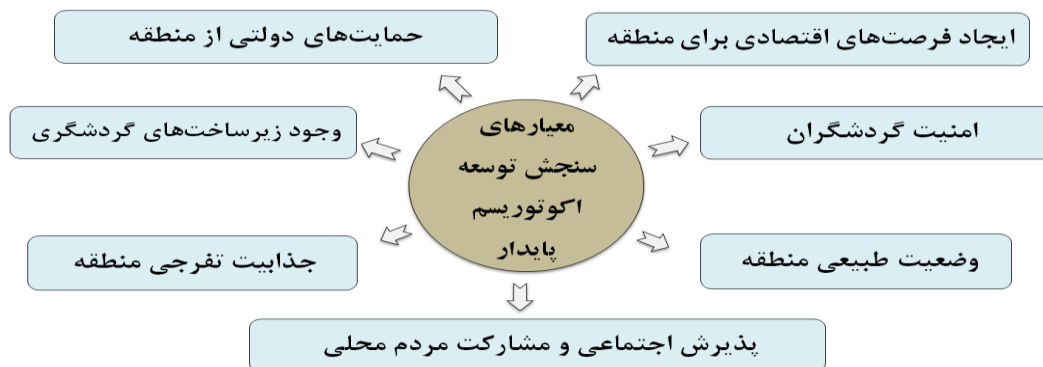 ایجاد فرصت‌های اقتصادی برای منطقه
حمایت‌های دولتی از منطقه
معیارهای
سنجش توسعه
اکوتوریسم
پایدار
امنیت گردشگران
وجود زیرساخت‌های گردشگری
وضعیت طبیعی منطقه
جذابیت تفرجی منطقه
پذیرش اجتماعی و مشارکت مردم محلی